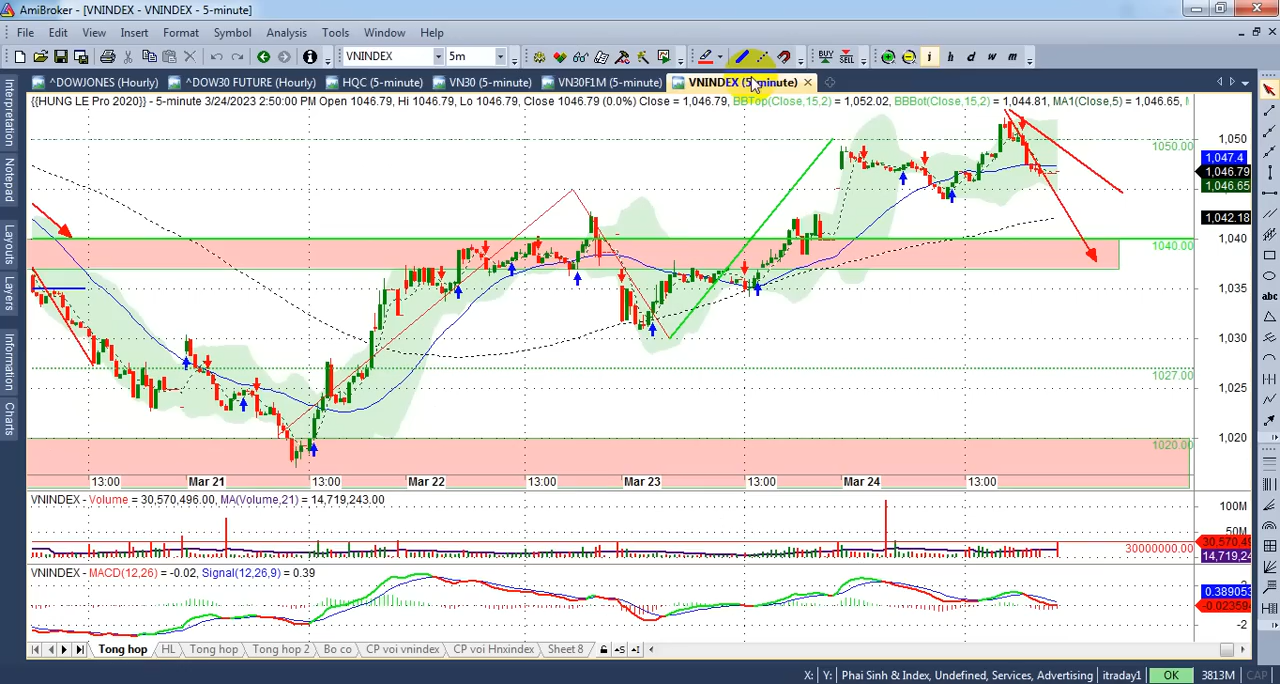 AmiBroker - [VNINDEX - VNINDEX - 5-minute]
File Edit View Insert Format Symbol Analysis Tools Window Help
VNINDEX 5m BUY SELL i h d w m
^DOWJONES (Hourly) ^DOW30 FUTURE (Hourly) HQC (5-minute) VN30 (5-minute) VN30F1M (5-minute) VNINDEX (5-minute)
{{HUNG LE Pro 2020}} - 5-minute 3/24/2023 2:50:00 PM Open 1046.79, Hi 1046.79, Lo 1046.79, Close 1046.79 (0.0%) Close = 1,046.79, BBTop(Close,15,2) = 1,052.02, BBBot(Close,15,2) = 1,044.81, MA1(Close,5) = 1,046.65,
1050.00 1,050
1,047.4
1,046.79
1,046.65
1,042.18
1040.00 1,040
1,035
1,030
1027.00
1,025
1020.00 1,020
13:00 Mar 21 13:00 Mar 22 13:00 Mar 23 13:00 Mar 24 13:00
VNINDEX - Volume = 30,570,496.00, MA(Volume,21) = 14,719,243.00
100M
50M
30000000.00 30,570,49
14,719,24
VNINDEX - MACD(12,26) = -0.02, Signal(12,26,9) = 0.39
2
0.389053
-0.02359
-2
Interpretation
Notepad
Layouts
Layers
Information
Charts
abc
Tong hop HL Tong hop Tong hop 2 Bo co CP voi vnindex CP voi Hnxindex Sheet 8
X: Y: Phai Sinh & Index, Undefined, Services, Advertising itraday1 OK 3813M CAP